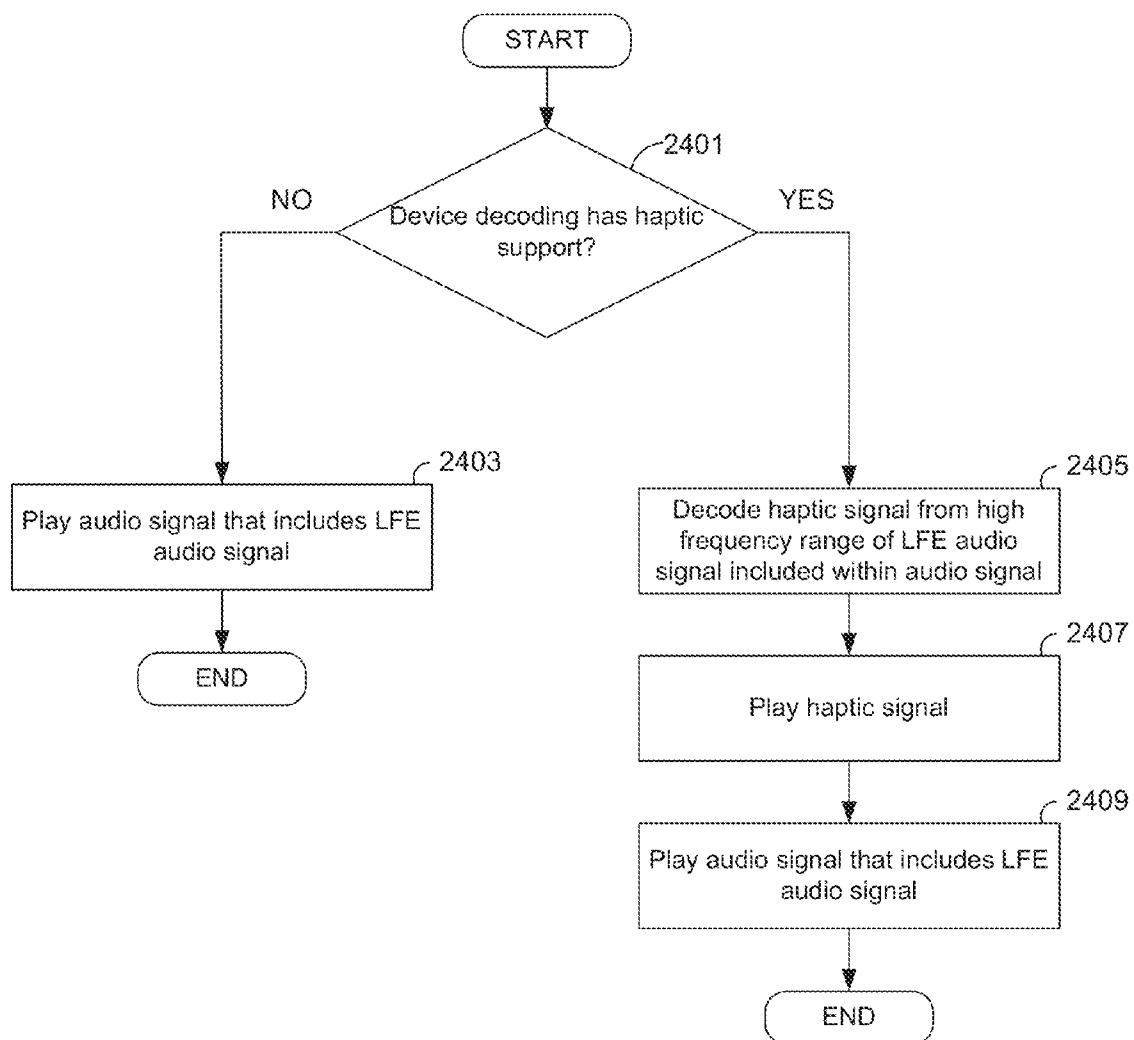 START
2401
NO
YES
Device decoding has haptic
support?
2403
Play audio signal that includes LFE
audio signal
END
2405
Decode haptic signal from high
frequency range of LFE audio
signal included within audio signal
2407
Play haptic signal
2409
Play audio signal that includes LFE
audio signal
END